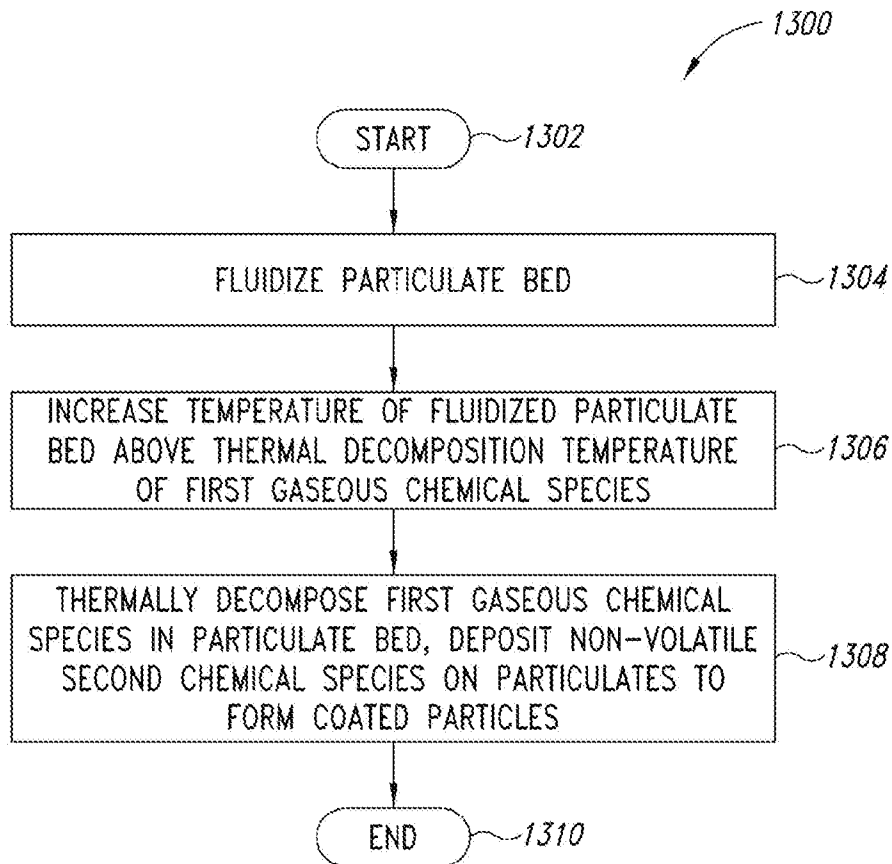 1300
START
1302
FLUIDIZE PARTICULATE BED
1304
INCREASE TEMPERATURE OF FLUIDIZED PARTICULATE
BED ABOVE THERMAL DECOMPOSITION TEMPERATURE
OF FIRST GASEOUS CHEMICAL SPECIES
1306
THERMALLY DECOMPOSE FIRST GASEOUS CHEMICAL
SPECIES IN PARTICULATE BED, DEPOSIT NON-VOLATILE
SECOND CHEMICAL SPECIES ON PARTICULATES TO
FORM COATED PARTICLES
1308
END
1310